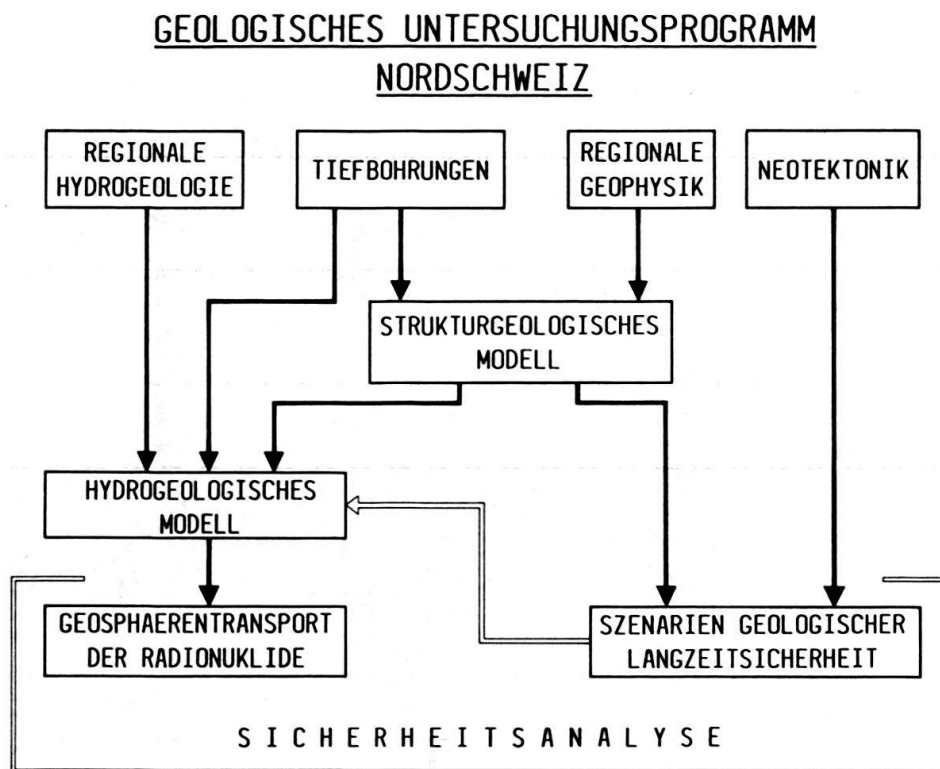 GEOLOGISCHES UNTERSUCHUNGSPROGRAMM
NORDSCHWEIZ
REGIONALE
HYDROGEOLOGIE
TIEFBOHRUNGEN
REGIONALE
GEOPHYSIK
NEOTEKTONIK
STRUKTURGEOLOGISCHES
MODELL
HYDROGEOLOGISCHES
MODELL
GEOSPHAERENTRANSPORT
DER RADIONUKLIDE
SZENARIEN GEOLOGISCHER
LANGZEITSICHERHEIT
SICHERHEITSANALYSE